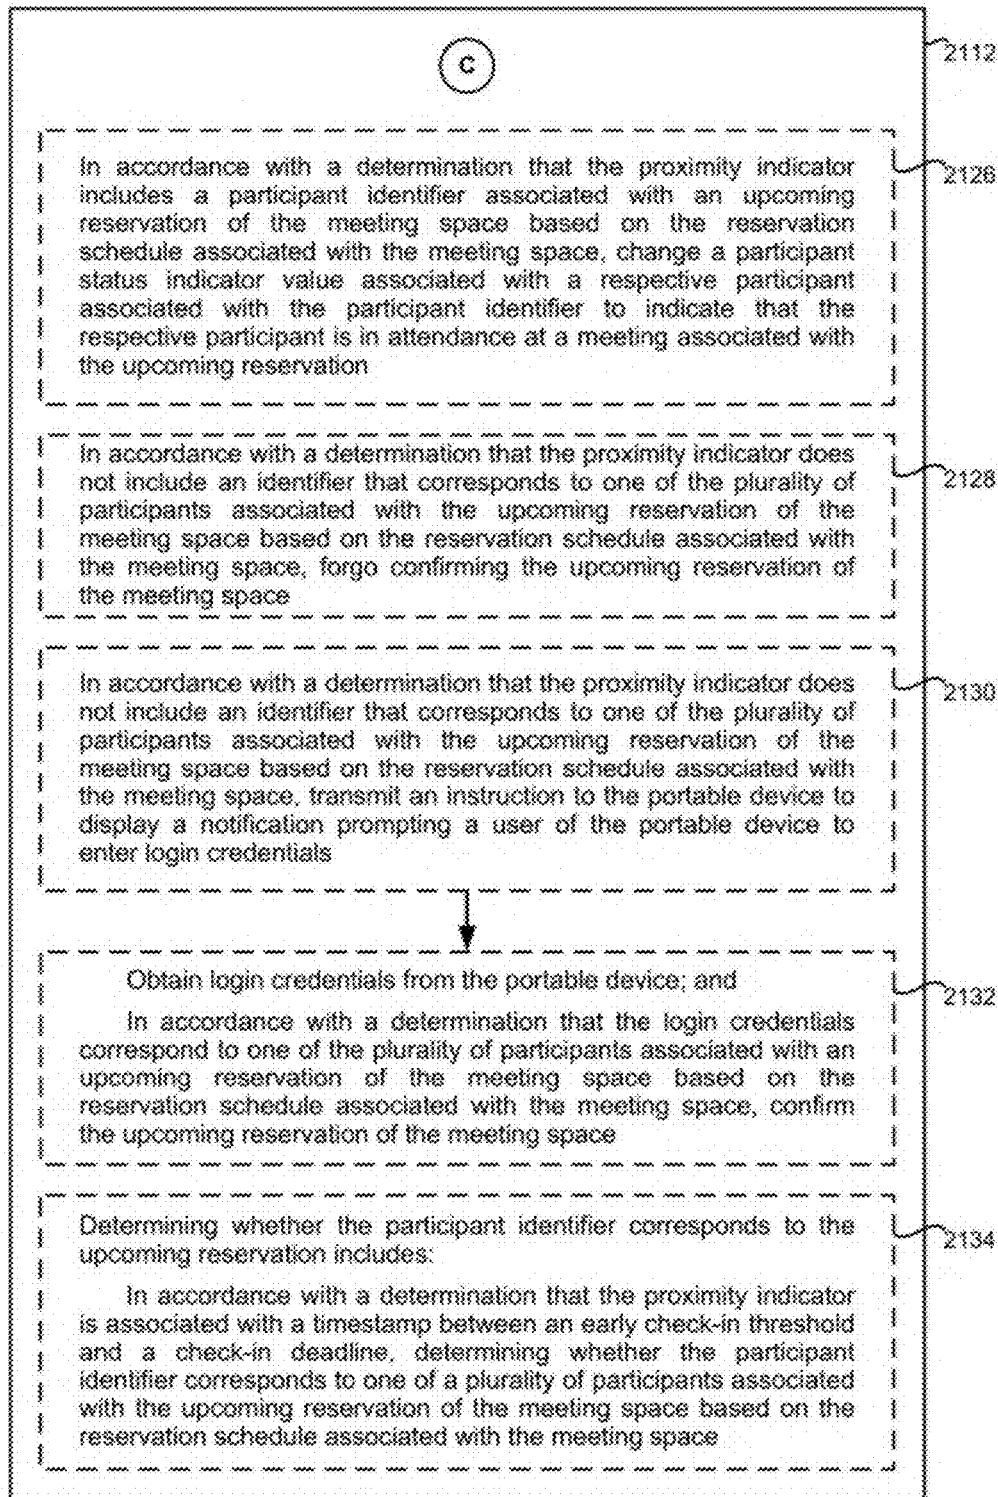 C
2112
In accordance with a determination that the proximity indicator
includes a participant identifier associated with an upcoming
reservation of the meeting space based on the reservation
schedule associated with the meeting space, change a participant
status indicator value associated with a respective participant
associated with the participant identifier to indicate that the
respective participant is in attendance at a meeting associated with
the upcoming reservation
2126
In accordance with a determination that the proximity indicator does
not include an identifier that corresponds to one of the plurality of
participants associated with the upcoming reservation of the
meeting space based on the reservation schedule associated with
the meeting space, forgo confirming the upcoming reservation of
the meeting space
2128
In accordance with a determination that the proximity indicator does
not include an identifier that corresponds to one of the plurality of
participants associated with the upcoming reservation of the
meeting space based on the reservation schedule associated with
the meeting space, transmit an instruction to the portable device to
display a notification prompting a user of the portable device to
enter login credentials
2130
Obtain login credentials from the portable device; and
In accordance with a determination that the login credentials
correspond to one of the plurality of participants associated with an
upcoming reservation of the meeting space based on the
reservation schedule associated with the meeting space, confirm
the upcoming reservation of the meeting space
2132
Determining whether the participant identifier corresponds to the
upcoming reservation includes:
In accordance with a determination that the proximity indicator
is associated with a timestamp between an early check-in threshold
and a check-in deadline, determining whether the participant
identifier corresponds to one of a plurality of participants associated
with the upcoming reservation of the meeting space based on the
reservation schedule associated with the meeting space
2134